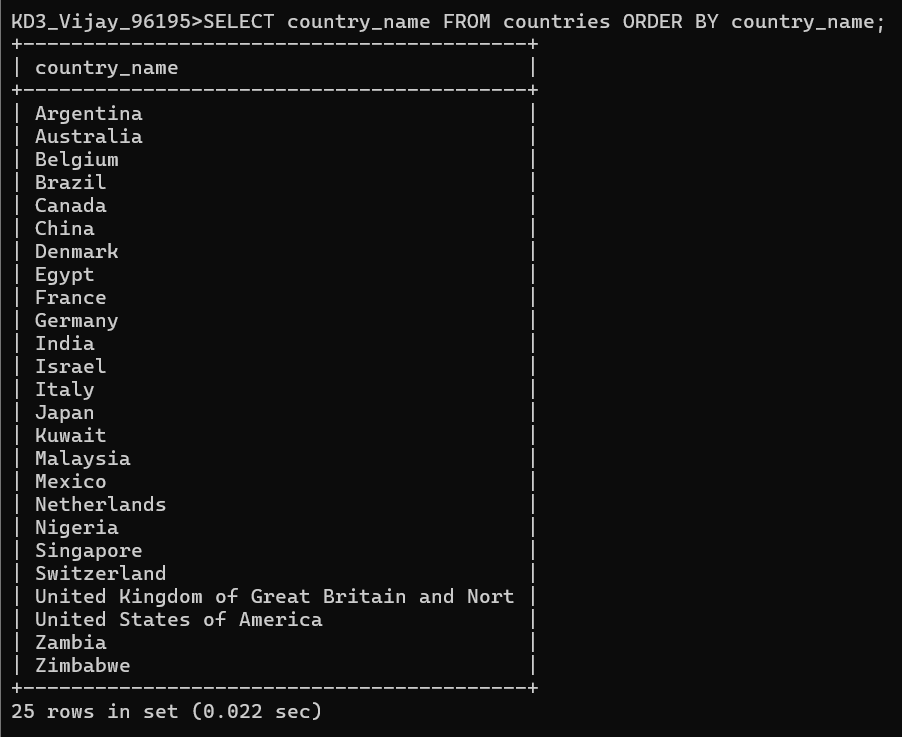 KD3_Vijay_96195>SELECT country_name FROM countries ORDER BY country_name;
+------------------------------------------+
| country_name                             |
+------------------------------------------+
| Argentina                                |
| Australia                                |
| Belgium                                  |
| Brazil                                   |
| Canada                                   |
| China                                    |
| Denmark                                  |
| Egypt                                    |
| France                                   |
| Germany                                  |
| India                                    |
| Israel                                   |
| Italy                                    |
| Japan                                    |
| Kuwait                                   |
| Malaysia                                 |
| Mexico                                   |
| Netherlands                              |
| Nigeria                                  |
| Singapore                                |
| Switzerland                              |
| United Kingdom of Great Britain and Nort |
| United States of America                 |
| Zambia                                   |
| Zimbabwe                                 |
+------------------------------------------+
25 rows in set (0.022 sec)